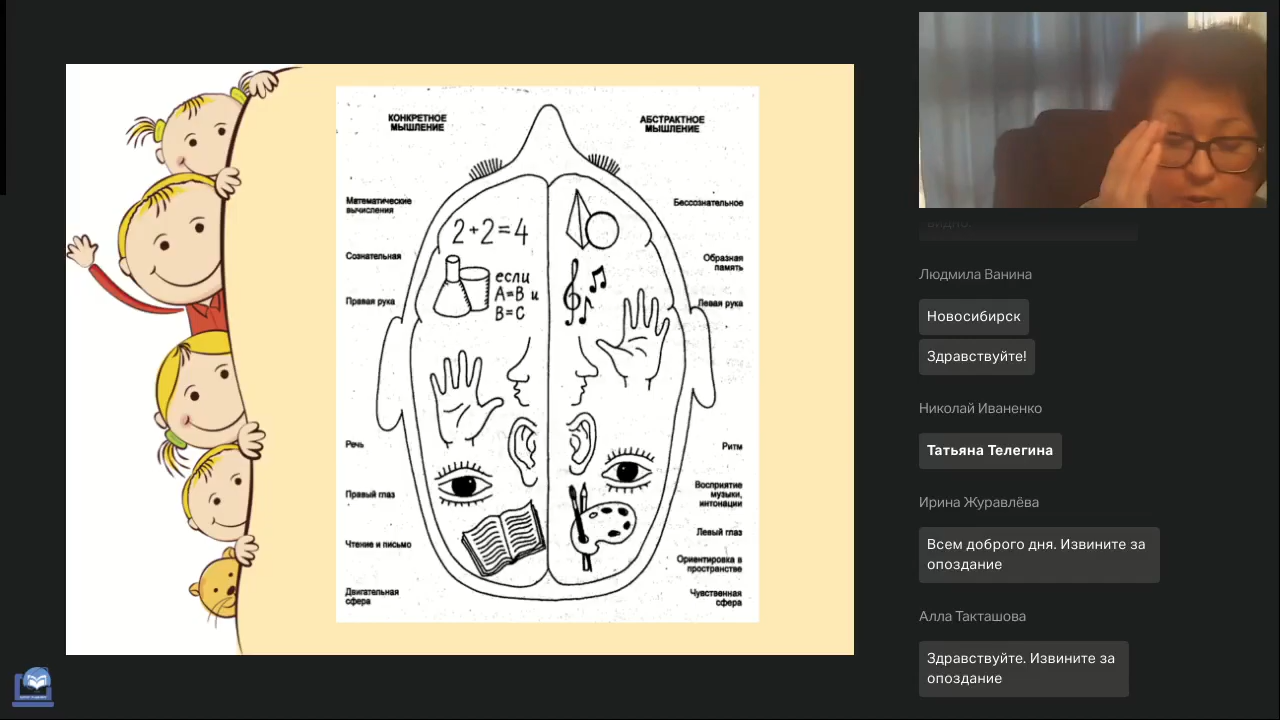 КОНКРЕТНОЕ
МЫШЛЕНИЕ
АБСТРАКТНОЕ
МЫШЛЕНИЕ
Математические
вычисления
Сознательная
Правая рука
Речь
Правый глаз
Чтение и письмо
Двигательная
сфера
2+2=4
если
A=B и
B=C
Бессознательное
Образная
память
Левая рука
Ритм
Восприятие
музыки,
интонации
Левый глаз
Ориентировка в
пространстве
Чувственная
сфера
Людмила Ванина
Новосибирск
Здравствуйте!
Николай Иваненко
Татьяна Телегина
Ирина Журавлёва
Всем доброго дня. Извините за
опоздание
Алла Такташова
Здравствуйте. Извините за
опоздание